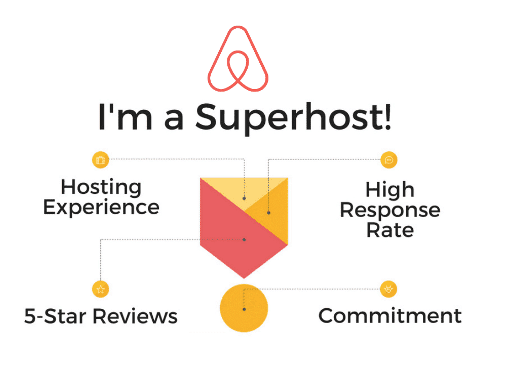 I'm a Superhost!
Hosting
Experience
High
Response
Rate
5-Star Reviews
Commitment